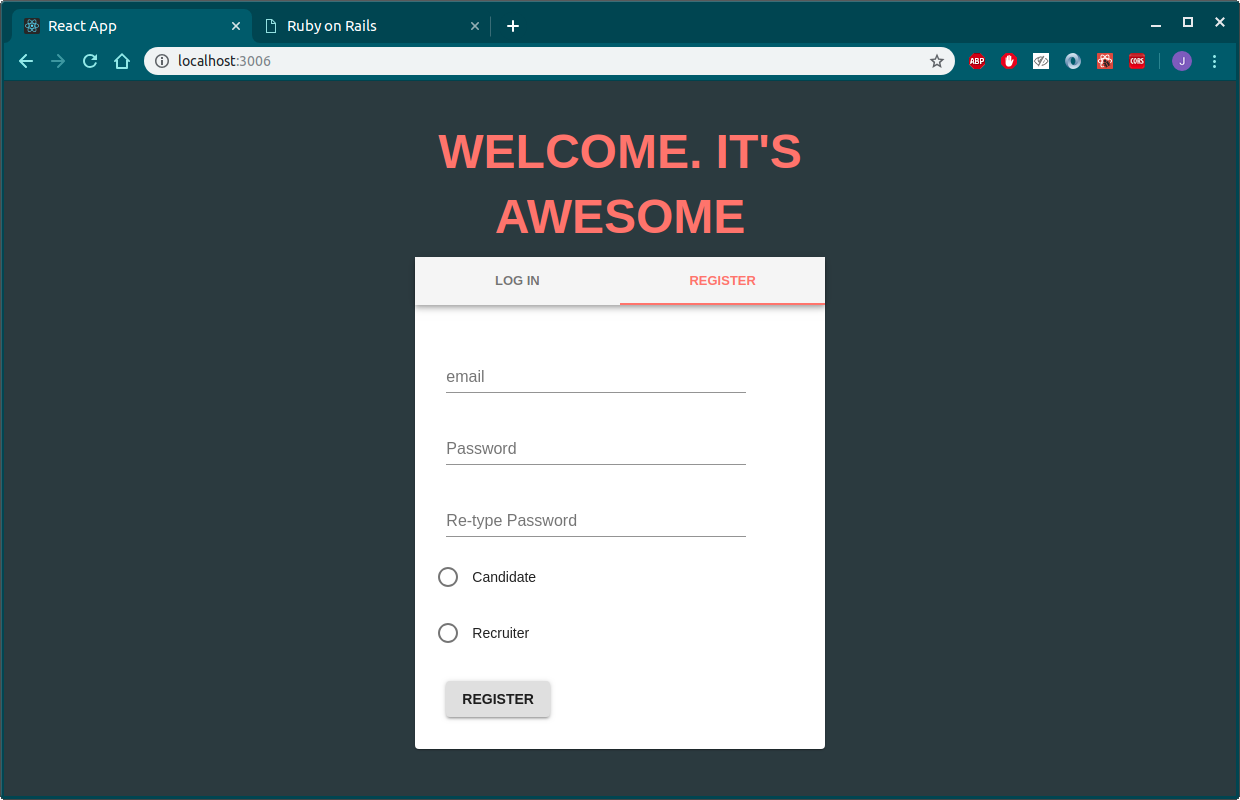 React App
Ruby on Rails
localhost:3006
ABP
CORS
J
WELCOME. IT'S
AWESOME
LOG IN
REGISTER
email
Password
Re-type Password
Candidate
Recruiter
REGISTER